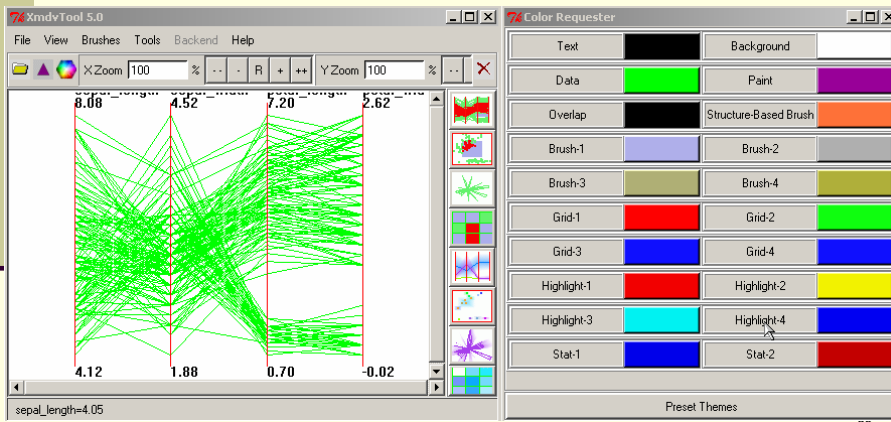 XmdvTool 5.0
File View Brushes Tools Backend Help
X Zoom 100 % -- - R + ++ Y Zoom 100 % --
8.08 4.52 7.20 2.62
4.12 1.88 0.70 -0.02
sepal_length=4.05
Color Requester
Text Background
Data Paint
Overlap Structure-Based Brush
Brush-1 Brush-2
Brush-3 Brush-4
Grid-1 Grid-2
Grid-3 Grid-4
Highlight-1 Highlight-2
Highlight-3 Highlight-4
Stat-1 Stat-2
Preset Themes